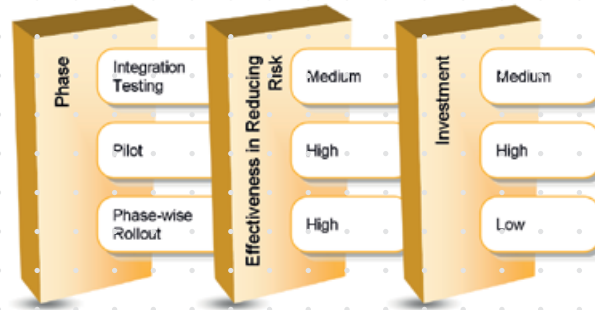 Phase
Integration
Testing
Pilot
Phase-wise
Rollout
Effectiveness in Reducing
Risk
Medium
High
High
Investment
Medium
High
Low